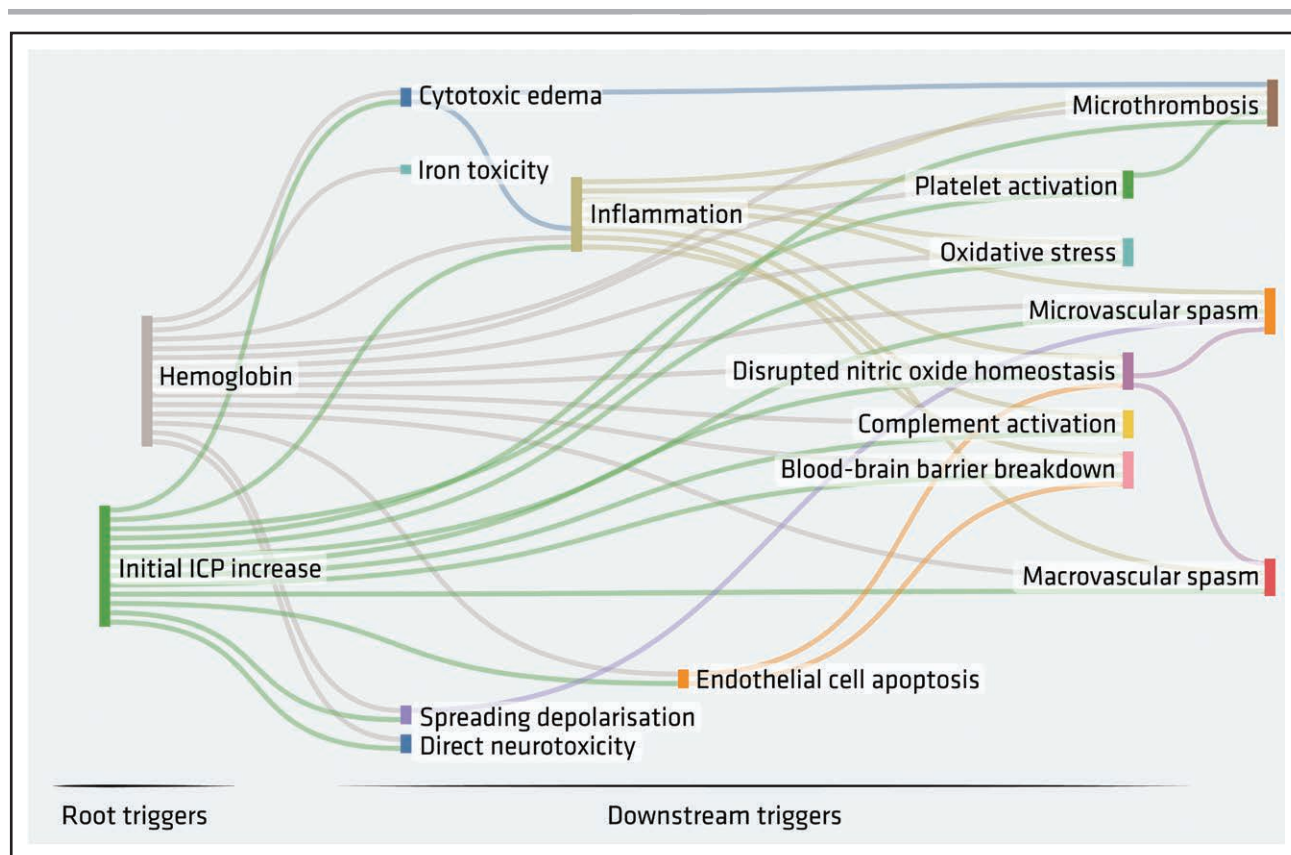 Cytotoxic edema
Microthrombosis
Iron toxicity
Platelet activation
Inflammation
Oxidative stress
Microvascular spasm
Hemoglobin
Disrupted nitric oxide homeostasis
Complement activation
Blood-brain barrier breakdown
Initial ICP increase
Macrovascular spasm
Endothelial cell apoptosis
Spreading depolarisation
Direct neurotoxicity
Root triggers
Downstream triggers